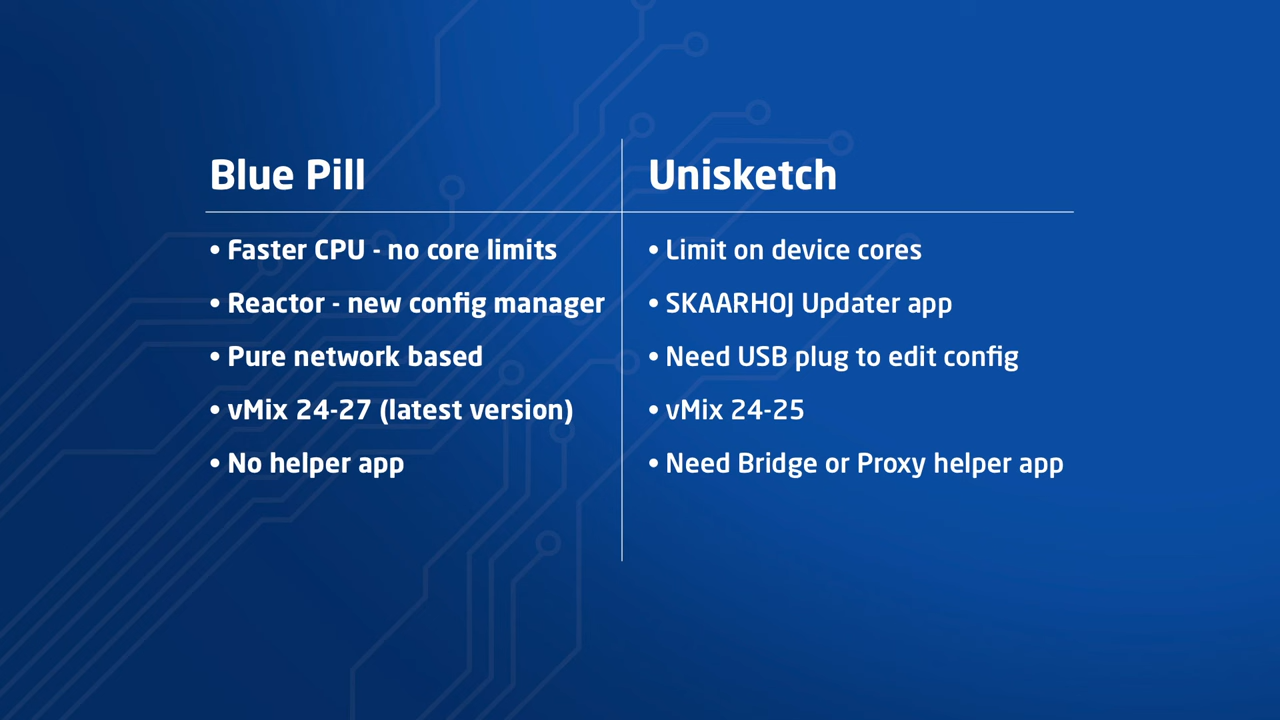 Blue Pill
• Faster CPU - no core limits
• Reactor - new config manager
• Pure network based
• vMix 24-27 (latest version)
• No helper app
Unisketch
• Limit on device cores
• SKAARHOJ Updater app
• Need USB plug to edit config
• vMix 24-25
• Need Bridge or Proxy helper app